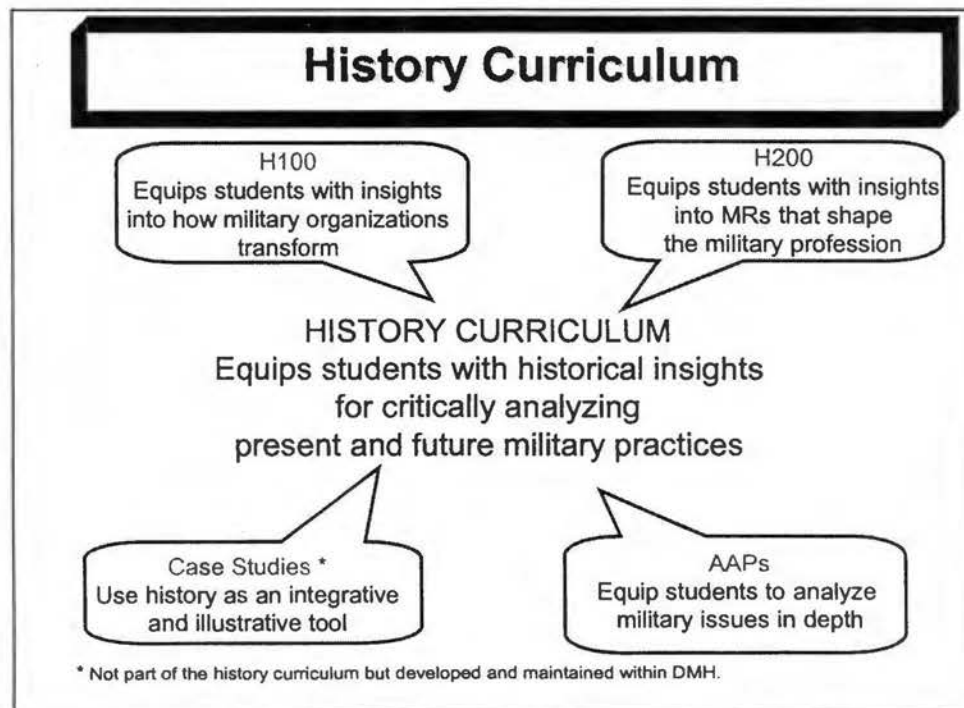 History Curriculum
H100
Equips students with insights
into how military organizations
transform
H200
Equips students with insights
into MRs that shape
the military profession
HISTORY CURRICULUM
Equips students with historical insights
for critically analyzing
present and future military practices
Case Studies *
Use history as an integrative
and illustrative tool
AAPs
Equip students to analyze
military issues in depth
* Not part of the history curriculum but developed and maintained within DMH.